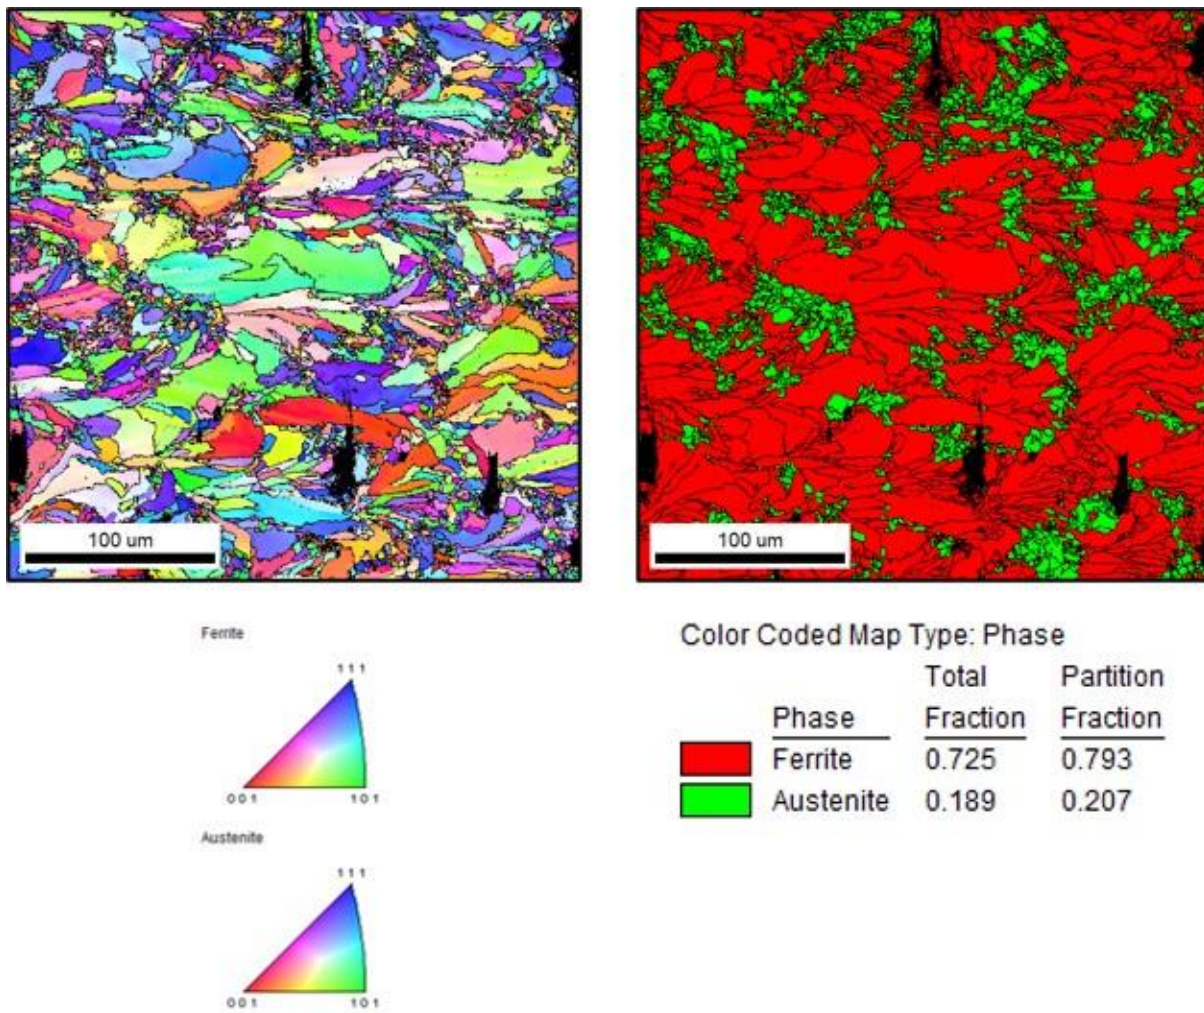 100 um
100 um
Ferrite
111
001
101
Austenite
111
001
101
Color Coded Map Type: Phase
Total Partition
Phase Fraction Fraction
Ferrite 0.725 0.793
Austenite 0.189 0.207